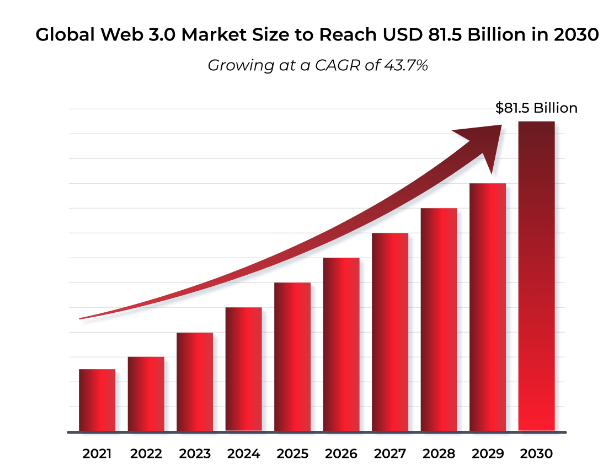 Global Web 3.0 Market Size to Reach USD 81.5 Billion in 2030
Growing at a CAGR of 43.7%
$81.5 Billion
2021 2022 2023 2024 2025 2026 2027 2028 2029 2030